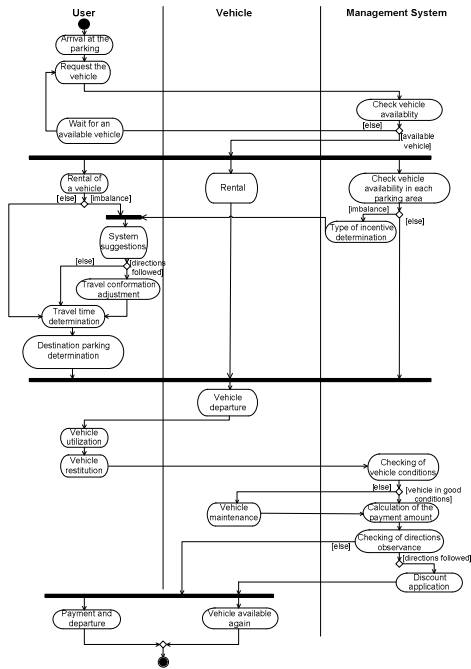 User
Vehicle
Management System
Arrival at the
parking
Request the
vehicle
Check vehicle
availablity
Wait for an
available vehicle
[else]
[available
vehicle]
Rental of
a vehicle
Rental
Check vehicle
availability in each
parking area
[else]
[imbalance]
[imbalance]
[else]
System
suggestions
Type of incentive
determination
[else]
[directions
followed]
Travel conformation
adjustment
Travel time
determination
Destination parking
determination
Vehicle
departure
Vehicle
utilization
Vehicle
restitution
Checking of
vehicle conditions
[else]
[vehicle in good
conditions]
Vehicle
maintenance
Calculation of the
payment amount
Checking of directions
observance
[else]
[directions followed]
Discount
application
Payment and
departure
Vehicle available
again